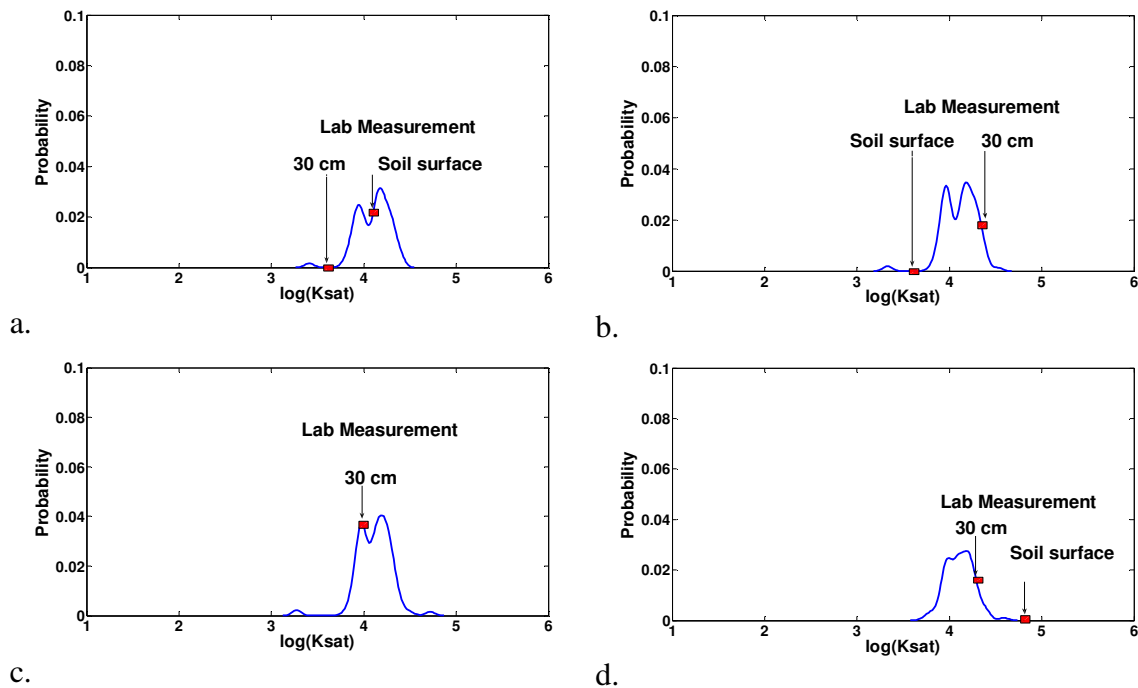 0.1
0.08
0.06
0.04
0.02
0
Probability
Lab Measurement
30 cm
Soil surface
1 2 3 4 5 6
log(Ksat)
a.
0.1
0.08
0.06
0.04
0.02
0
Probability
Lab Measurement
Soil surface
30 cm
1 2 3 4 5 6
log(Ksat)
b.
0.1
0.08
0.06
0.04
0.02
0
Probability
Lab Measurement
30 cm
1 2 3 4 5 6
log(Ksat)
c.
0.1
0.08
0.06
0.04
0.02
0
Probability
Lab Measurement
30 cm
Soil surface
1 2 3 4 5 6
log(Ksat)
d.